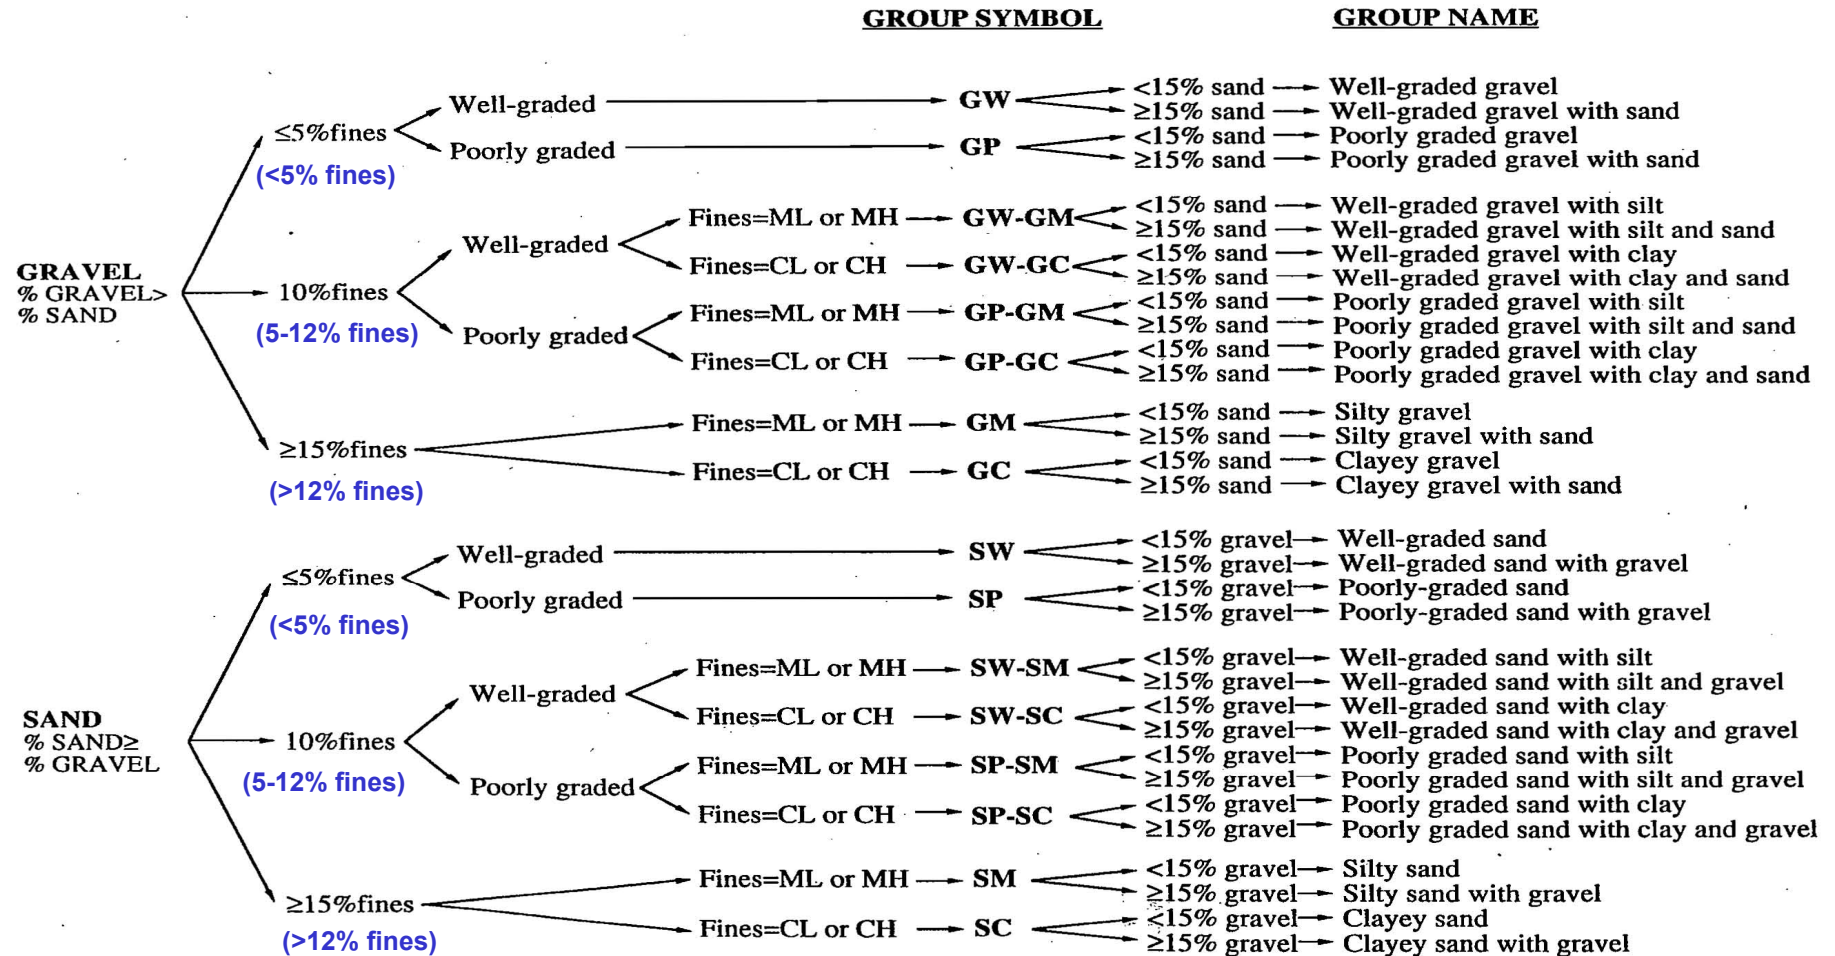 GROUP SYMBOL GROUP NAME
<15% sand Well-graded gravel
Well-graded GW
≥15% sand Well-graded gravel with sand
≤5%fines
<15% sand Poorly graded gravel
Poorly graded GP
≥15% sand Poorly graded gravel with sand
(<5% fines)
<15% sand Well-graded gravel with silt
Fines=ML or MH GW-GM
≥15% sand Well-graded gravel with silt and sand
Well-graded
<15% sand Well-graded gravel with clay
Fines=CL or CH GW-GC
≥15% sand Well-graded gravel with clay and sand
GRAVEL
% GRAVEL> 10%fines
% SAND
<15% sand Poorly graded gravel with silt
Fines=ML or MH GP-GM
≥15% sand Poorly graded gravel with silt and sand
(5-12% fines) Poorly graded
<15% sand Poorly graded gravel with clay
Fines=CL or CH GP-GC
≥15% sand Poorly graded gravel with clay and sand
<15% sand Silty gravel
Fines=ML or MH GM
≥15% sand Silty gravel with sand
≥15%fines
<15% sand Clayey gravel
Fines=CL or CH GC
≥15% sand Clayey gravel with sand
(>12% fines)
<15% gravel Well-graded sand
Well-graded SW
≥15% gravel Well-graded sand with gravel
≤5%fines
<15% gravel Poorly-graded sand
Poorly graded SP
≥15% gravel Poorly-graded sand with gravel
(<5% fines)
<15% gravel Well-graded sand with silt
Fines=ML or MH SW-SM
≥15% gravel Well-graded sand with silt and gravel
Well-graded
<15% gravel Well-graded sand with clay
Fines=CL or CH SW-SC
≥15% gravel Well-graded sand with clay and gravel
SAND
% SAND≥ 10%fines
% GRAVEL
<15% gravel Poorly graded sand with silt
Fines=ML or MH SP-SM
≥15% gravel Poorly graded sand with silt and gravel
(5-12% fines) Poorly graded
<15% gravel Poorly graded sand with clay
Fines=CL or CH SP-SC
≥15% gravel Poorly graded sand with clay and gravel
<15% gravel Silty sand
Fines=ML or MH SM
≥15% gravel Silty sand with gravel
≥15%fines
<15% gravel Clayey sand
Fines=CL or CH SC
≥15% gravel Clayey sand with gravel
(>12% fines)